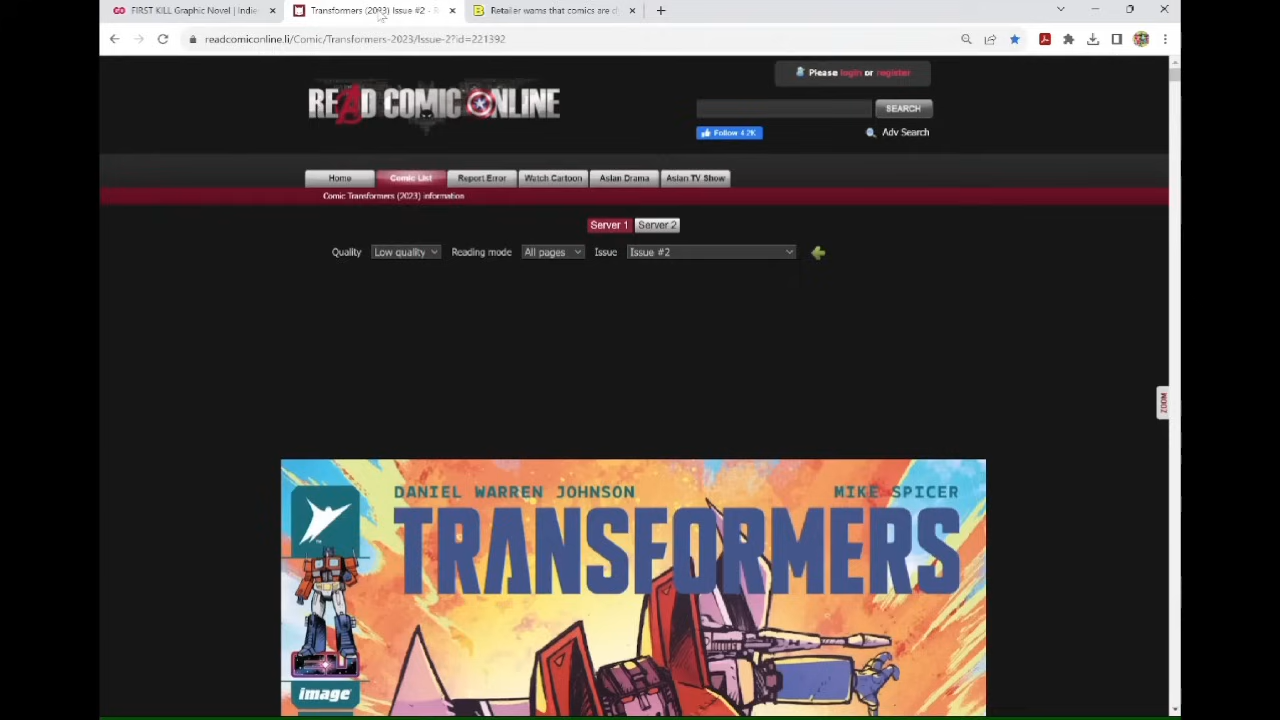 FIRST KILL Graphic Novel | Indie
Transformers (2023) Issue #2 - R
Retailer warns that comics are dy
readcomiconline.li/Comic/Transformers-2023/Issue-2?id=221392
Please login or register
READ COMIC ONLINE
SEARCH
Follow 4.2K
Adv Search
Home
Comic List
Report Error
Watch Cartoon
Asian Drama
Asian TV Show
Comic Transformers (2023) information
Server 1
Server 2
Quality
Low quality
Reading mode
All pages
Issue
Issue #2
ZOOM
DANIEL WARREN JOHNSON
MIKE SPICER
TRANSFORMERS
image